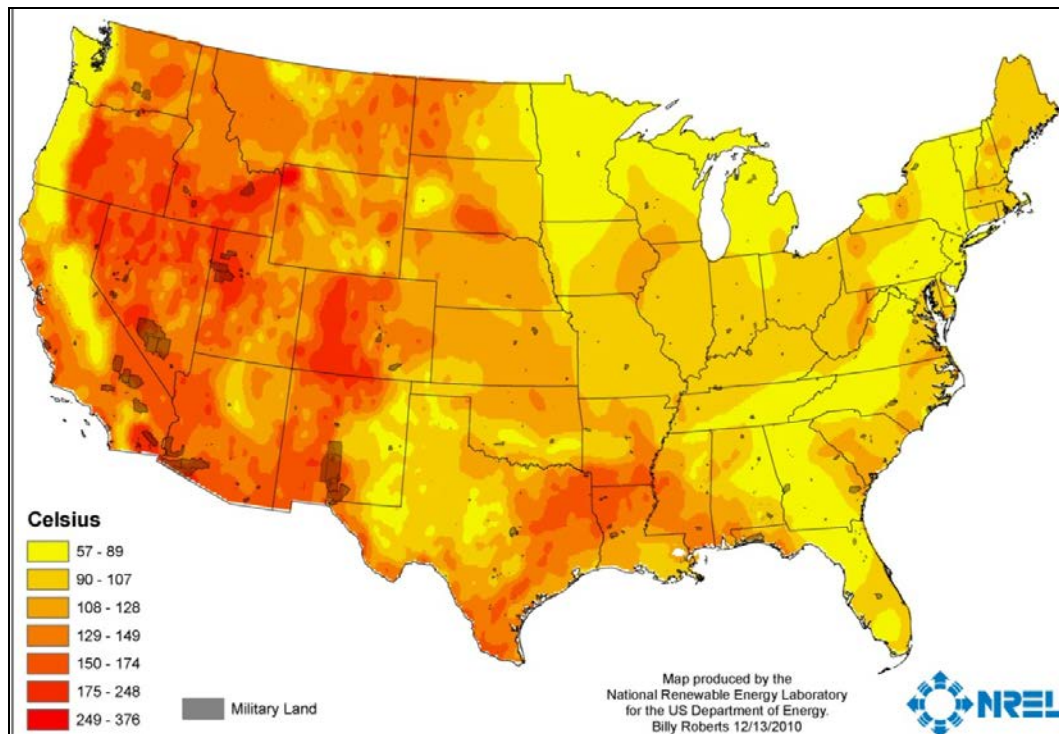 Celsius
57 - 89
90 - 107
108 - 128
129 - 149
150 - 174
175 - 248
249 - 376
Military Land
Map produced by the
National Renewable Energy Laboratory
for the US Department of Energy.
Billy Roberts 12/13/2010
NREL